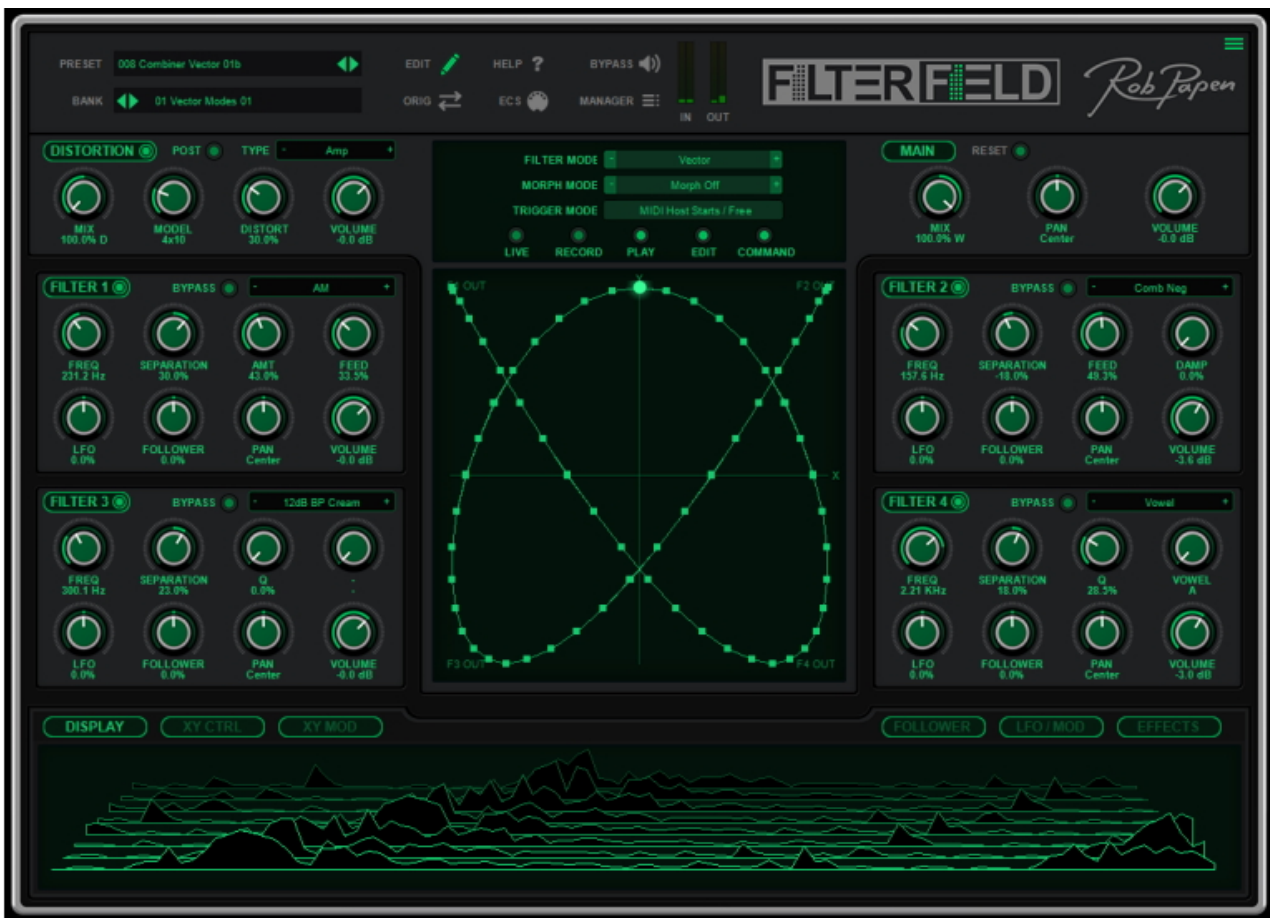 PRESET 008 Combiner Vector 01b EDIT HELP ? BYPASS
BANK 01 Vector Modes 01 ORIG ECS MANAGER
IN OUT
FILTERFIELD
Rob Papen
DISTORTION POST TYPE - Amp +
MIX MODEL DISTORT VOLUME
100.0% D 4x10 30.0% -0.0 dB
FILTER MODE - Vector +
MORPH MODE - Morph Off +
TRIGGER MODE MIDI Host Starts / Free
LIVE RECORD PLAY EDIT COMMAND
MAIN RESET
MIX PAN VOLUME
100.0% W Center -0.0 dB
FILTER 1 BYPASS - AM +
FREQ SEPARATION AMT FEED
231.2 Hz 30.0% 43.0% 33.5%
LFO FOLLOWER PAN VOLUME
0.0% 0.0% Center -0.0 dB
FILTER 3 BYPASS - 12dB BP Cream +
FREQ SEPARATION Q -
300.1 Hz 23.0% 0.0% -
LFO FOLLOWER PAN VOLUME
0.0% 0.0% Center -0.0 dB
OUT Y F2 OUT
X
F3 OUT F4 OUT
FILTER 2 BYPASS - Comb Neg +
FREQ SEPARATION FEED DAMP
157.6 Hz -18.0% 49.3% 0.0%
LFO FOLLOWER PAN VOLUME
0.0% 0.0% Center -3.6 dB
FILTER 4 BYPASS - Vowel +
FREQ SEPARATION Q VOWEL
2.21 KHz 18.0% 28.5% A
LFO FOLLOWER PAN VOLUME
0.0% 0.0% Center -3.0 dB
DISPLAY XY CTRL XY MOD FOLLOWER LFO / MOD EFFECTS